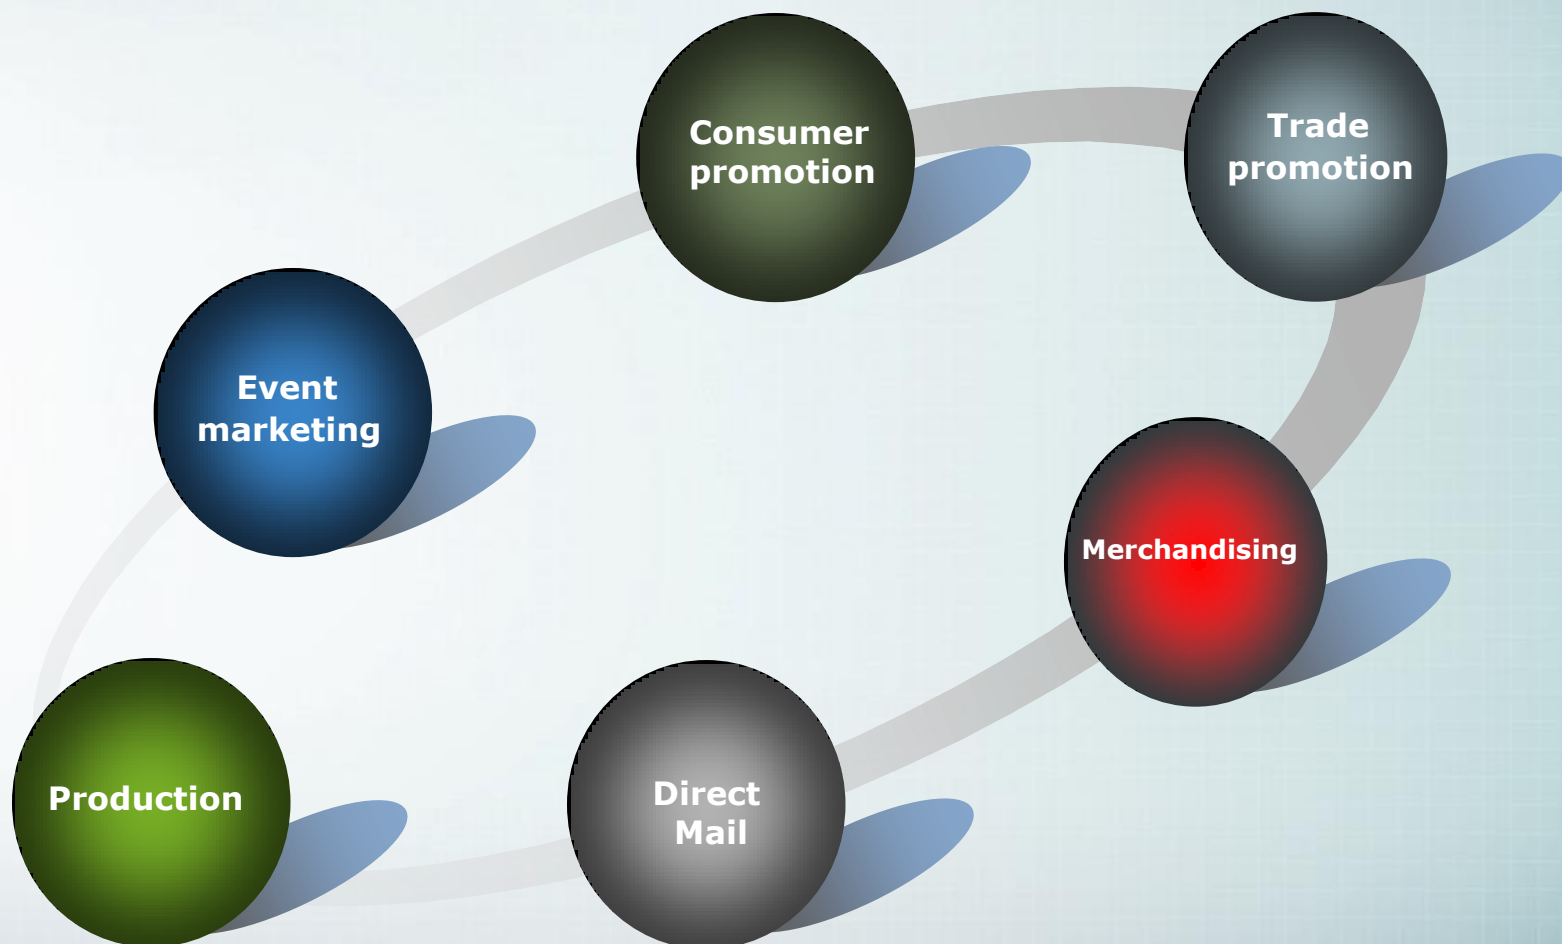 Consumer
promotion
Trade
promotion
Event
marketing
Merchandising
Production
Direct
Mail